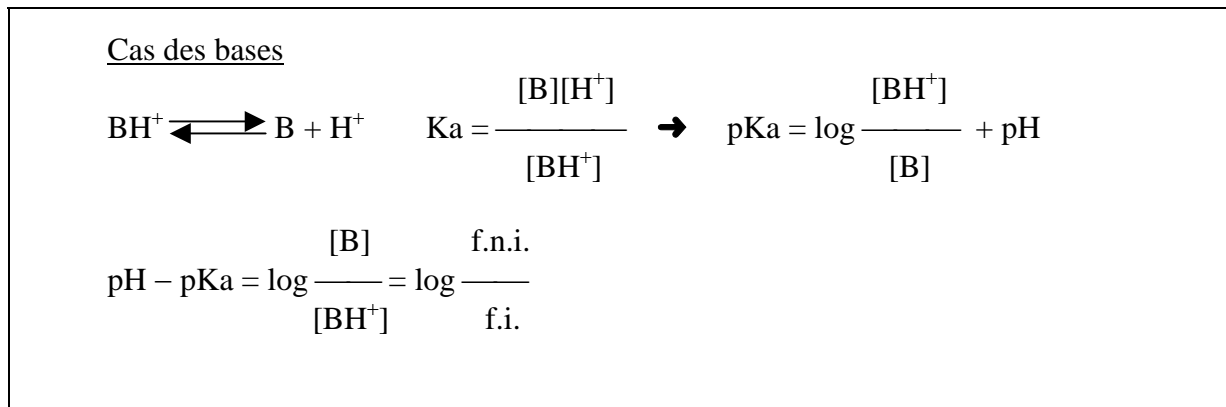 Cas des bases
[B][H⁺] [BH⁺]
BH⁺ ⇌ B + H⁺ Ka = ——— ➜ pKa = log ——— + pH
[BH⁺] [B]
[B] f.n.i.
pH – pKa = log ——— = log ———
[BH⁺] f.i.